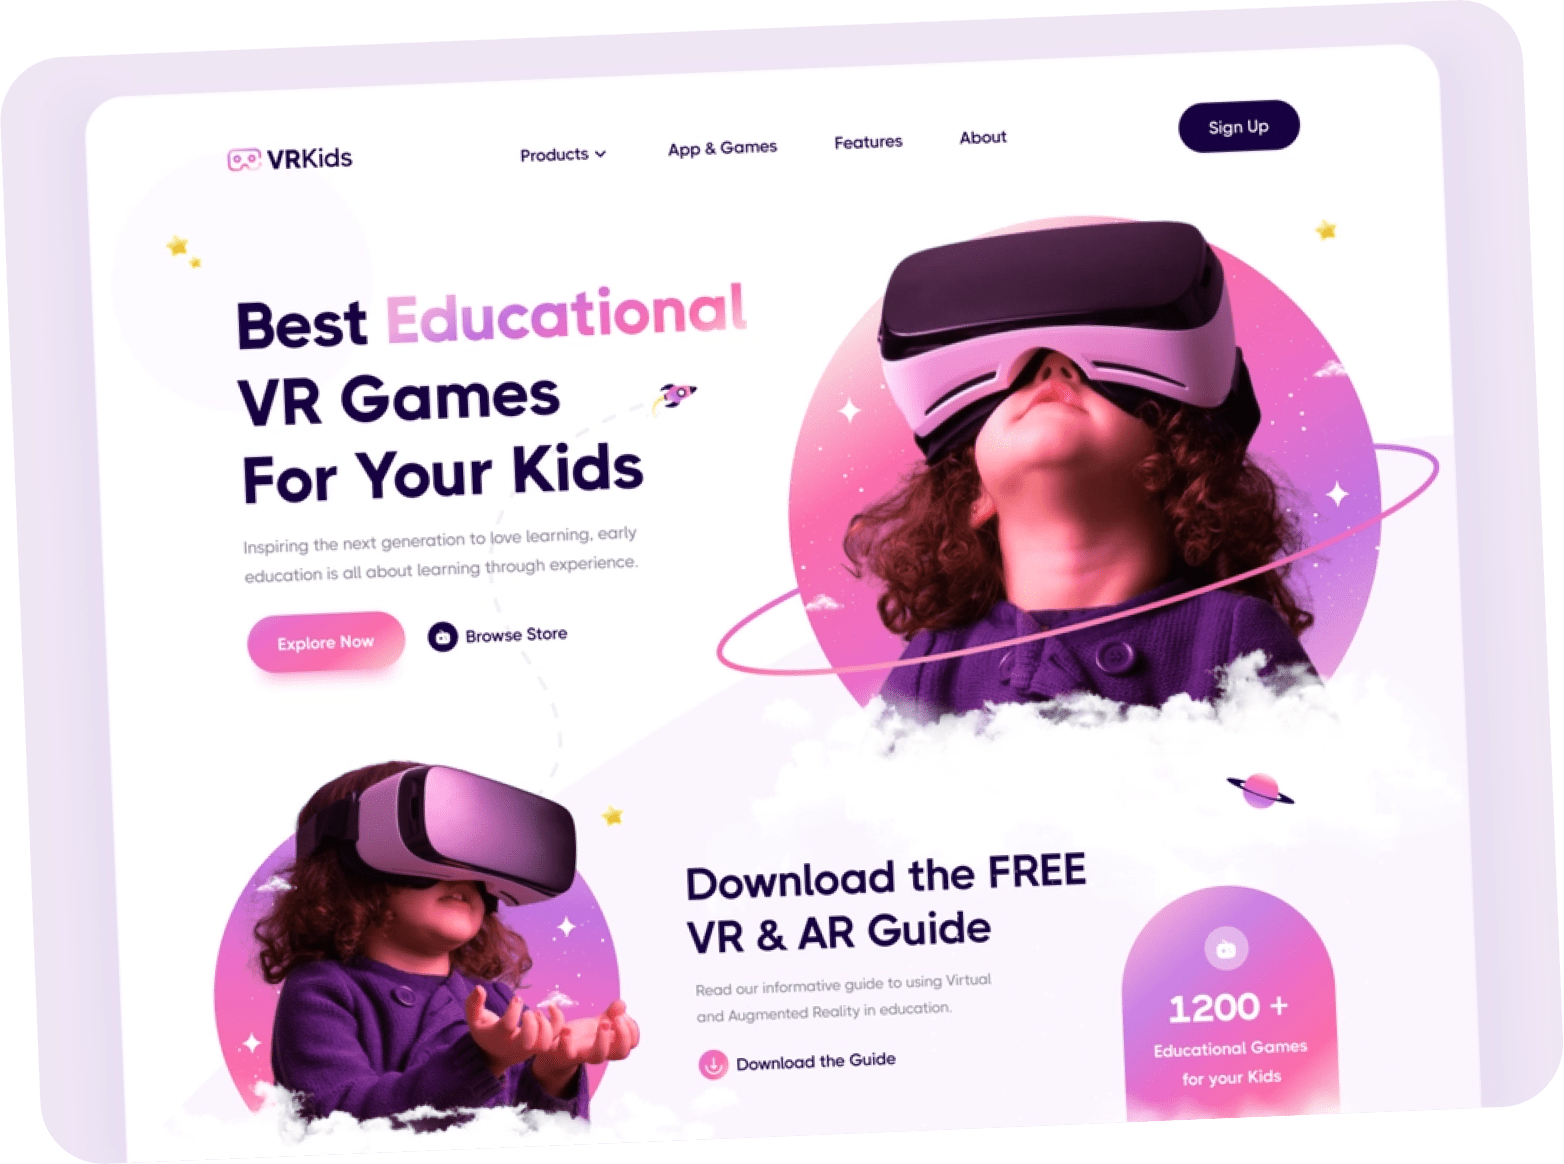 VRKids
Products
App & Games
Features
About
Sign Up
Best Educational
VR Games
For Your Kids
Inspiring the next generation to love learning, early
education is all about learning through experience.
Explore Now
Browse Store
Download the FREE
VR & AR Guide
Read our informative guide to using Virtual
and Augmented Reality in education.
Download the Guide
1200 +
Educational Games
for your Kids